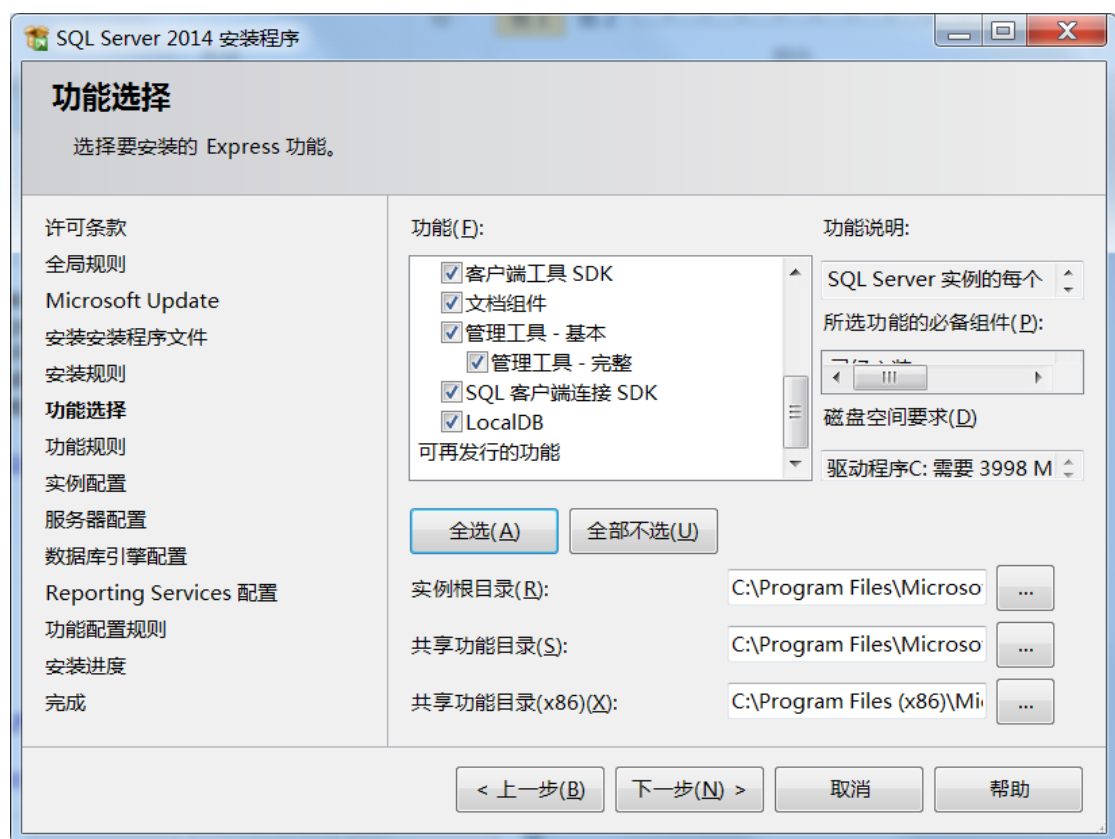 SQL Server 2014 安装程序
功能选择
选择要安装的 Express 功能。
许可条款
全局规则
Microsoft Update
安装安装程序文件
安装规则
功能选择
功能规则
实例配置
服务器配置
数据库引擎配置
Reporting Services 配置
功能配置规则
安装进度
完成
功能(F):
客户端工具 SDK
文档组件
管理工具 - 基本
管理工具 - 完整
SQL 客户端连接 SDK
LocalDB
可再发行的功能
功能说明:
SQL Server 实例的每个
所选功能的必备组件(P):
磁盘空间要求(D)
驱动程序C: 需要 3998 M
全选(A)
全部不选(U)
实例根目录(R):
C:\Program Files\Microso
...
共享功能目录(S):
C:\Program Files\Microso
...
共享功能目录(x86)(X):
C:\Program Files (x86)\Mi
...
< 上一步(B)
下一步(N) >
取消
帮助